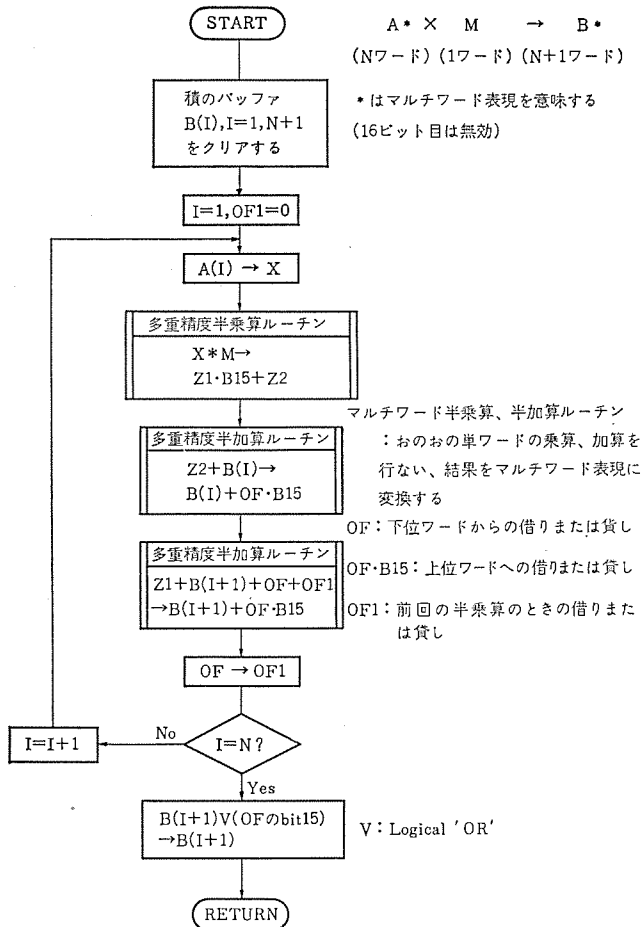 START
A* × M → B*
(Nワード) (1ワード) (N+1ワード)
*はマルチワード表現を意味する
(16ビット目は無効)
積のバッファ
B(I),I=1,N+1
をクリアする
I=1,OF1=0
A(I) → X
多重精度半乗算ルーチン
X*M→
Z1·B15+Z2
マルチワード半乗算、半加算ルーチン
:おのおの単ワードの乗算、加算を
行ない、結果をマルチワード表現に
変換する
多重精度半加算ルーチン
Z2+B(I)→
B(I)+OF·B15
OF:下位ワードからの借りまたは貸し
OF·B15:上位ワードへの借りまたは貸し
OF1:前回の半乗算のときの借りまた
は貸し
多重精度半加算ルーチン
Z1+B(I+1)+OF+OF1
→B(I+1)+OF·B15
OF → OF1
I=N?
No
I=I+1
Yes
B(I+1)V(OFのbit15)
→B(I+1)
V:Logical 'OR'
RETURN